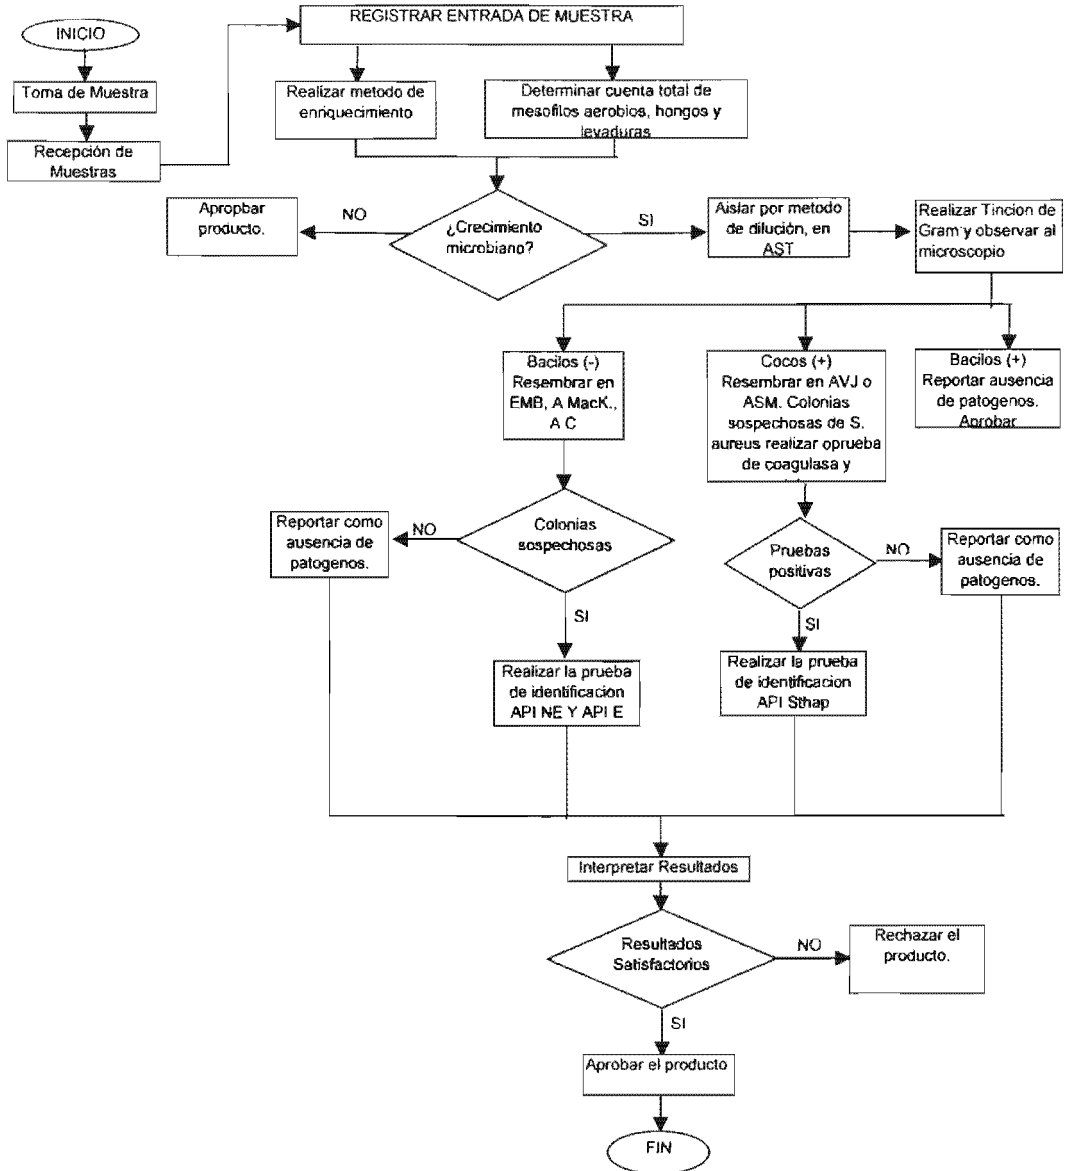 INICIO
Toma de Muestra
Recepción de
Muestras
REGISTRAR ENTRADA DE MUESTRA
Realizar metodo de
enriquecimiento
Determinar cuenta total de
mesofilos aerobios, hongos y
levaduras
¿Crecimiento
microbiano?
NO
Apropbar
producto.
SI
Aislar por metodo
de dilución, en
AST
Realizar Tincion de
Gram y observar al
microscopio
Bacilos (-)
Resembrar en
EMB, A MacK.,
A C
Cocos (+)
Resembrar en AVJ o
ASM. Colonias
sospechosas de S.
aureus realizar oprueba
de coagulasa y
Bacilos (+)
Reportar ausencia
de patogenos.
Aprobar
Colonias
sospechosas
NO
Reportar como
ausencia de
patogenos.
SI
Realizar la prueba
de identificacion
API NE Y API E
Pruebas
positivas
NO
Reportar como
ausencia de
patogenos.
SI
Realizar la prueba
de identificacion
API Sthap
Interpretar Resultados
Resultados
Satisfactorios
NO
Rechazar el
producto.
SI
Aprobar el producto
FIN